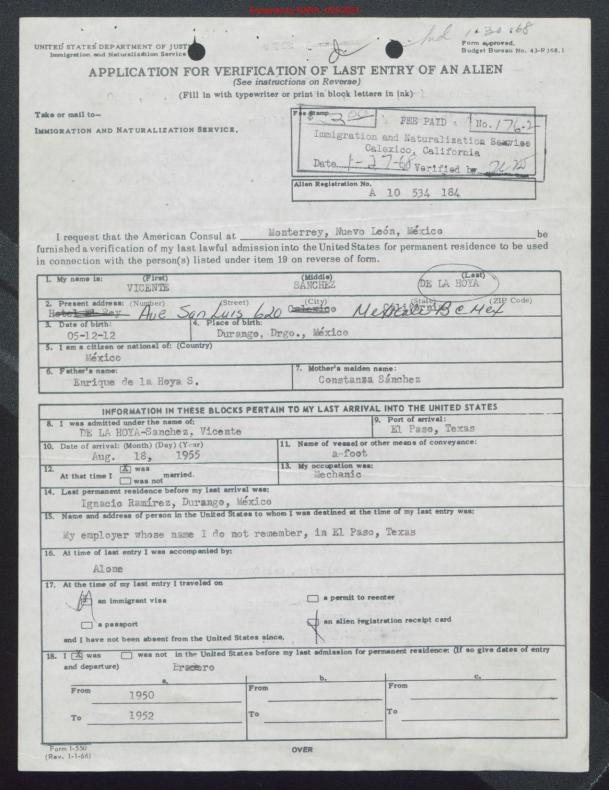 UNITED STATES DEPARTMENT OF JUST
Immigration and Naturalization Service
Ind 1-30-68
Form approved.
Budget Bureau No. 43-R368.1
APPLICATION FOR VERIFICATION OF LAST ENTRY OF AN ALIEN
(See instructions on Reverse)
(Fill in with typewriter or print in block letters in ink)
Take or mail to—
IMMIGRATION AND NATURALIZATION SERVICE,
Fee Stamp
FEE PAID No. 176-2
Immigration and Naturalization Service
Calexico, California
Date 1-27-68 Verified by
Alien Registration No.
A 10 534 184
I request that the American Consul at Monterrey, Nuevo León, México be
furnished a verification of my last lawful admission into the United States for permanent residence to be used
in connection with the person(s) listed under item 19 on reverse of form.
1. My name is: (First) (Middle) (Last)
VICENTE SANCHEZ DE LA HOYA
2. Present address: (Number) (Street) (City) (State) (ZIP Code)
Ave San Luis 620 Mexicali B C Mex
3. Date of birth: 4. Place of birth:
05-12-12 Durango, Drgo., México
5. I am a citizen or national of: (Country)
México
6. Father's name: 7. Mother's maiden name:
Enrique de la Hoya S. Constanza Sánchez
INFORMATION IN THESE BLOCKS PERTAIN TO MY LAST ARRIVAL INTO THE UNITED STATES
8. I was admitted under the name of: 9. Port of arrival:
DE LA HOYA-Sanchez, Vicente El Paso, Texas
10. Date of arrival: (Month) (Day) (Year) 11. Name of vessel or other means of conveyance:
Aug. 18, 1955 a-foot
12. At that time I X was married. 13. My occupation was:
was not Mechanic
14. Last permanent residence before my last arrival was:
Ignacio Ramírez, Durango, México
15. Name and address of person in the United States to whom I was destined at the time of my last entry was:
My employer whose name I do not remember, in El Paso, Texas
16. At time of last entry I was accompanied by:
Alone
17. At the time of my last entry I traveled on
an immigrant visa a permit to reenter
a passport an alien registration receipt card
and I have not been absent from the United States since.
18. I X was was not in the United States before my last admission for permanent residence: (If so give dates of entry
and departure) Bracero
a. b. c.
From 1950 From From
To 1952 To To
Form I-550
(Rev. 1-1-66)
OVER